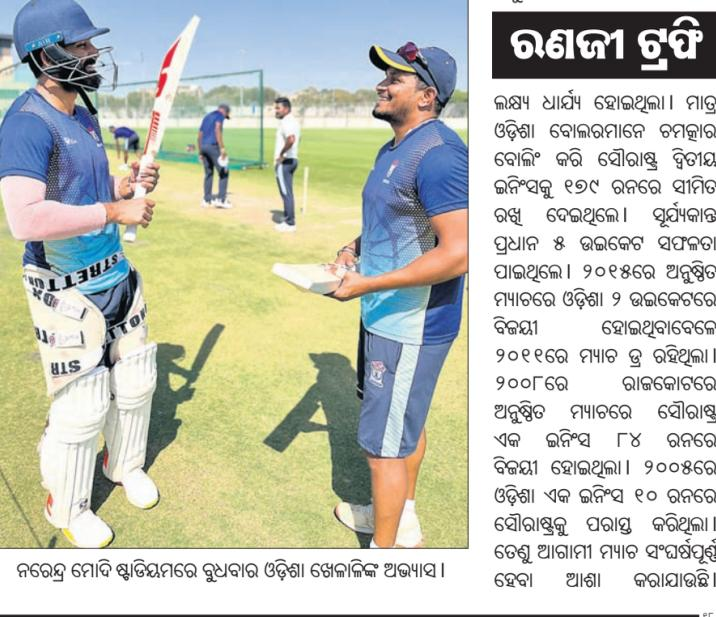 ରଣଜୀ ଟ୍ରଫି
ଲକ୍ଷ୍ୟ ଧାର୍ଯ୍ୟ ହୋଇଥିଲା। ମାତ୍ର
ଓଡ଼ିଶା ବୋଲରମାନେ ଚମତ୍କାର
ବୋଲିଂ କରି ସୌରାଷ୍ଟ୍ର ଦ୍ୱିତୀୟ
ଇନିଂସକୁ ୧୭୯ ରନରେ ସୀମିତ
ରଖି ଦେଇଥିଲେ। ସୂର୍ଯ୍ୟକାନ୍ତ
ପ୍ରଧାନ ୫ ଉଇକେଟ ସଫଳତା
ପାଇଥିଲେ। ୨୦୧୫ରେ ଅନୁଷ୍ଠିତ
ମ୍ୟାଚରେ ଓଡ଼ିଶା ୨ ଉଇକେଟରେ
ବିଜୟୀ ହୋଇଥିବାବେଳେ
୨୦୧୧ରେ ମ୍ୟାଚ ଡ୍ର ରହିଥିଲା।
୨୦୦୮ରେ ରାଜକୋଟରେ
ଅନୁଷ୍ଠିତ ମ୍ୟାଚରେ ସୌରାଷ୍ଟ୍ର
ଏକ ଇନିଂସ ୮୪ ରନରେ
ବିଜୟୀ ହୋଇଥିଲା। ୨୦୦୫ରେ
ଓଡ଼ିଶା ଏକ ଇନିଂସ ୧୦ ରନରେ
ସୌରାଷ୍ଟ୍ରକୁ ପରାସ୍ତ କରିଥିଲା।
ତେଣୁ ଆଗାମୀ ମ୍ୟାଚ ସଂଘର୍ଷପୂର୍ଣ୍ଣ
ହେବା ଆଶା କରାଯାଉଛି।
ନରେନ୍ଦ୍ର ମୋଦି ଷ୍ଟାଡିୟମରେ ବୁଧବାର ଓଡ଼ିଶା ଖେଳାଳିଙ୍କ ଅଭ୍ୟାସ।